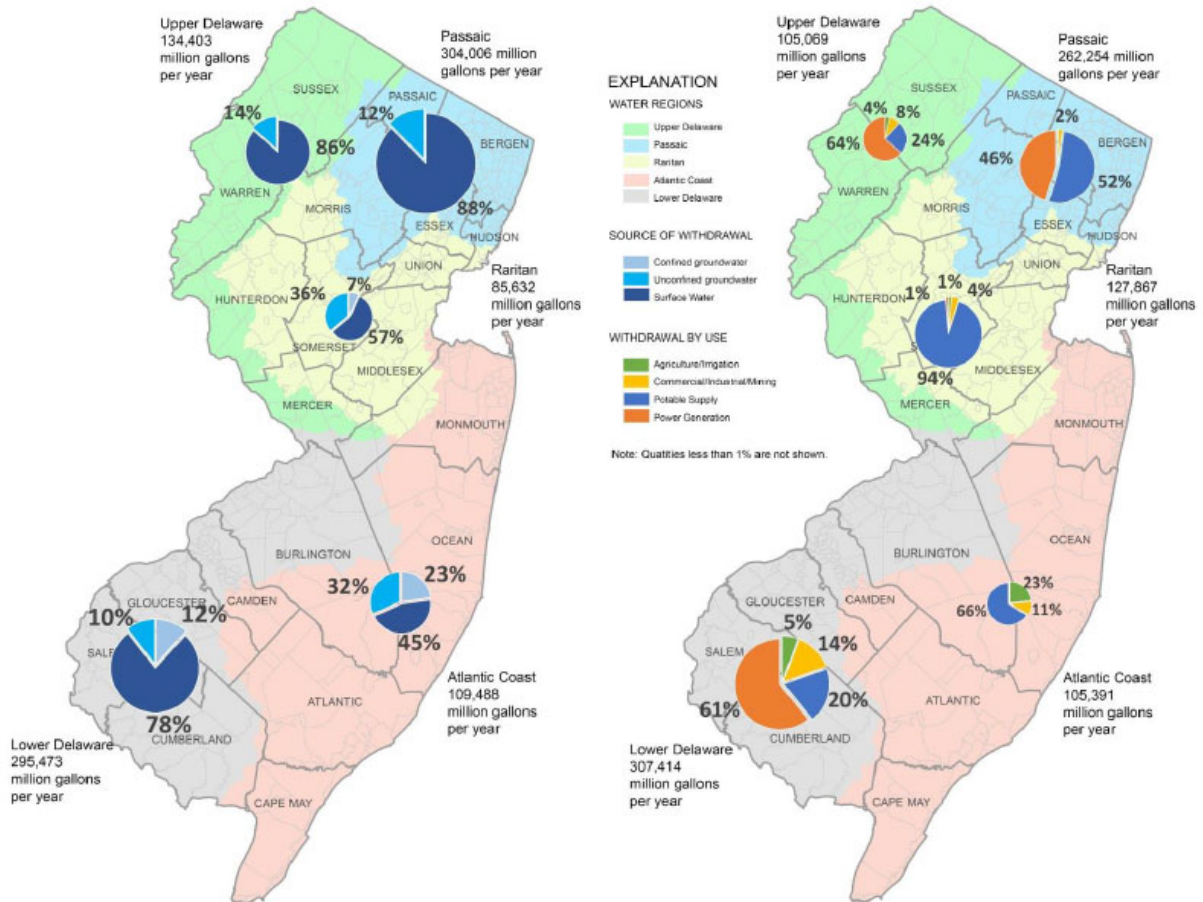 Upper Delaware
134,403
million gallons
per year
Passaic
304,006 million
gallons per year
SUSSEX
PASSAIC
14%
12%
86%
BERGEN
WARREN
88%
MORRIS
ESSEX
HUDSON
UNION
Raritan
85,632
million gallons
per year
HUNTERDON
36%
7%
57%
SOMERSET
MIDDLESEX
MERCER
MONMOUTH
OCEAN
BURLINGTON
32%
23%
GLOUCESTER
CAMDEN
10%
12%
45%
78%
ATLANTIC
Atlantic Coast
109,488
million gallons
per year
Lower Delaware
295,473
million gallons
per year
CUMBERLAND
CAPE MAY
EXPLANATION
WATER REGIONS
Upper Delaware
Passaic
Raritan
Atlantic Coast
Lower Delaware
SOURCE OF WITHDRAWAL
Confined groundwater
Unconfined groundwater
Surface Water
WITHDRAWAL BY USE
Agriculture/Irrigation
Commercial/Industrial/Mining
Potable Supply
Power Generation
Note: Quatities less than 1% are not shown.
Upper Delaware
105,069
million gallons
per year
Passaic
262,254 million
gallons per year
SUSSEX
PASSAIC
4%
8%
2%
64%
24%
46%
BERGEN
52%
WARREN
MORRIS
ESSEX
HUDSON
UNION
Raritan
127,867
million gallons
per year
HUNTERDON
1%
1%
4%
94%
MIDDLESEX
MERCER
MONMOUTH
OCEAN
BURLINGTON
23%
66%
11%
GLOUCESTER
CAMDEN
5%
14%
SALEM
61%
20%
ATLANTIC
Atlantic Coast
105,391
million gallons
per year
CUMBERLAND
Lower Delaware
307,414
million gallons
per year
CAPE MAY